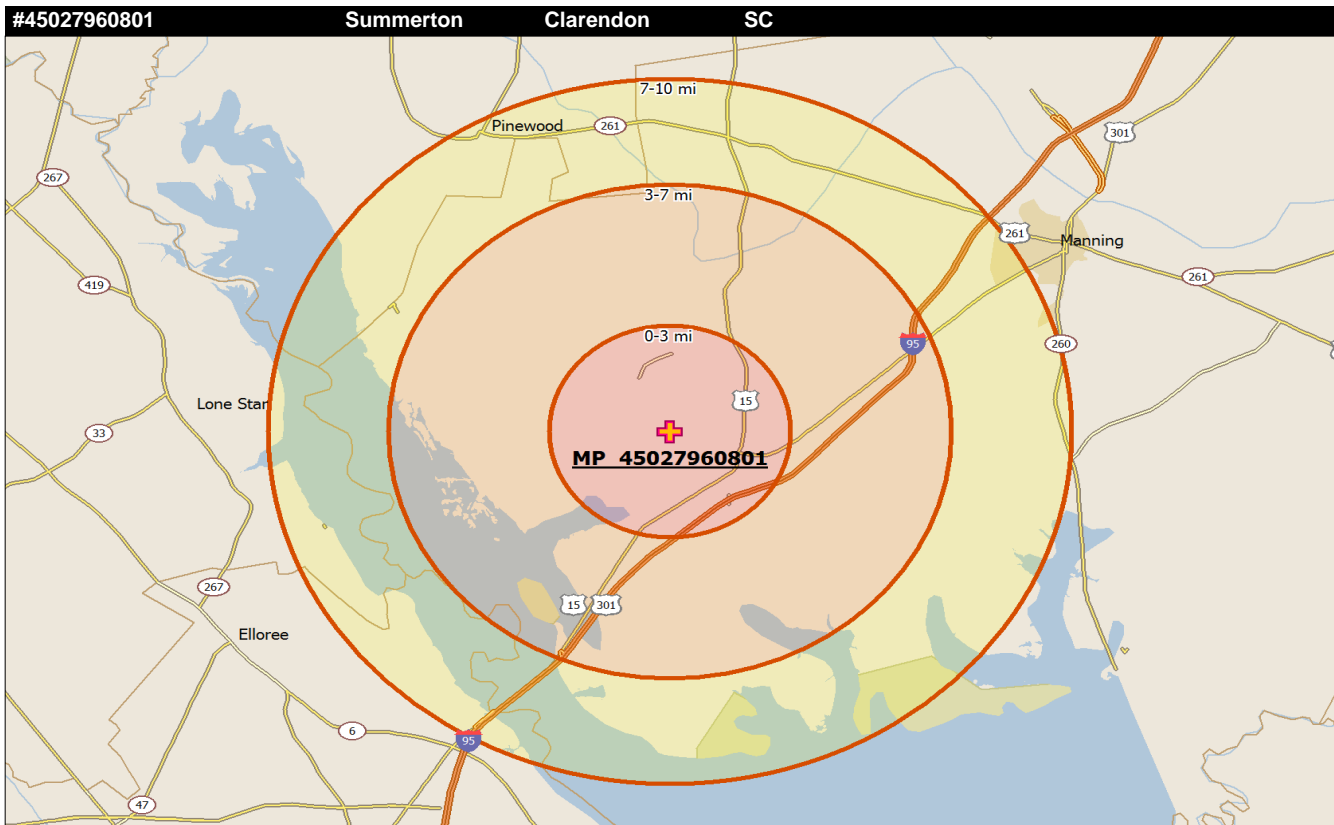 #45027960801 Summerton Clarendon SC
7-10 mi
Pinewood 261
301
267
3-7 mi
261 Manning
419
261
0-3 mi
95 260
15
Lone Star
33
MP 45027960801
267
15 301
Elloree
6
95
47